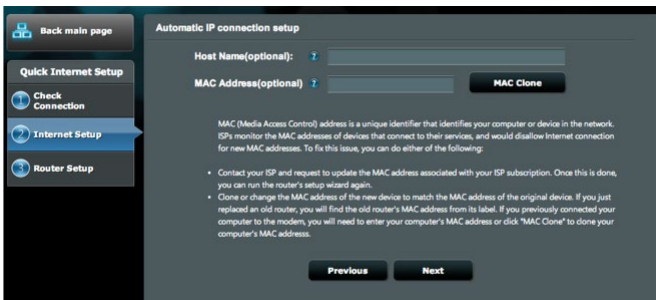 Back main page
Quick Internet Setup
1 Check
Connection
2 Internet Setup
3 Router Setup
Automatic IP connection setup
Host Name(optional): ?
MAC Address(optional) ? MAC Clone
MAC (Media Access Control) address is a unique identifier that identifies your computer or device in the network.
ISPs monitor the MAC addresses of devices that connect to their services, and would disallow Internet connection
for new MAC addresses. To fix this issue, you can do either of the following:
• Contact your ISP and request to update the MAC address associated with your ISP subscription. Once this is done,
you can run the router's setup wizard again.
• Clone or change the MAC address of the new device to match the MAC address of the original device. If you just
replaced an old router, you will find the old router's MAC address from its label. If you previously connected your
computer to the modem, you will need to enter your computer's MAC address or click "MAC Clone" to clone your
computer's MAC addresss.
Previous Next